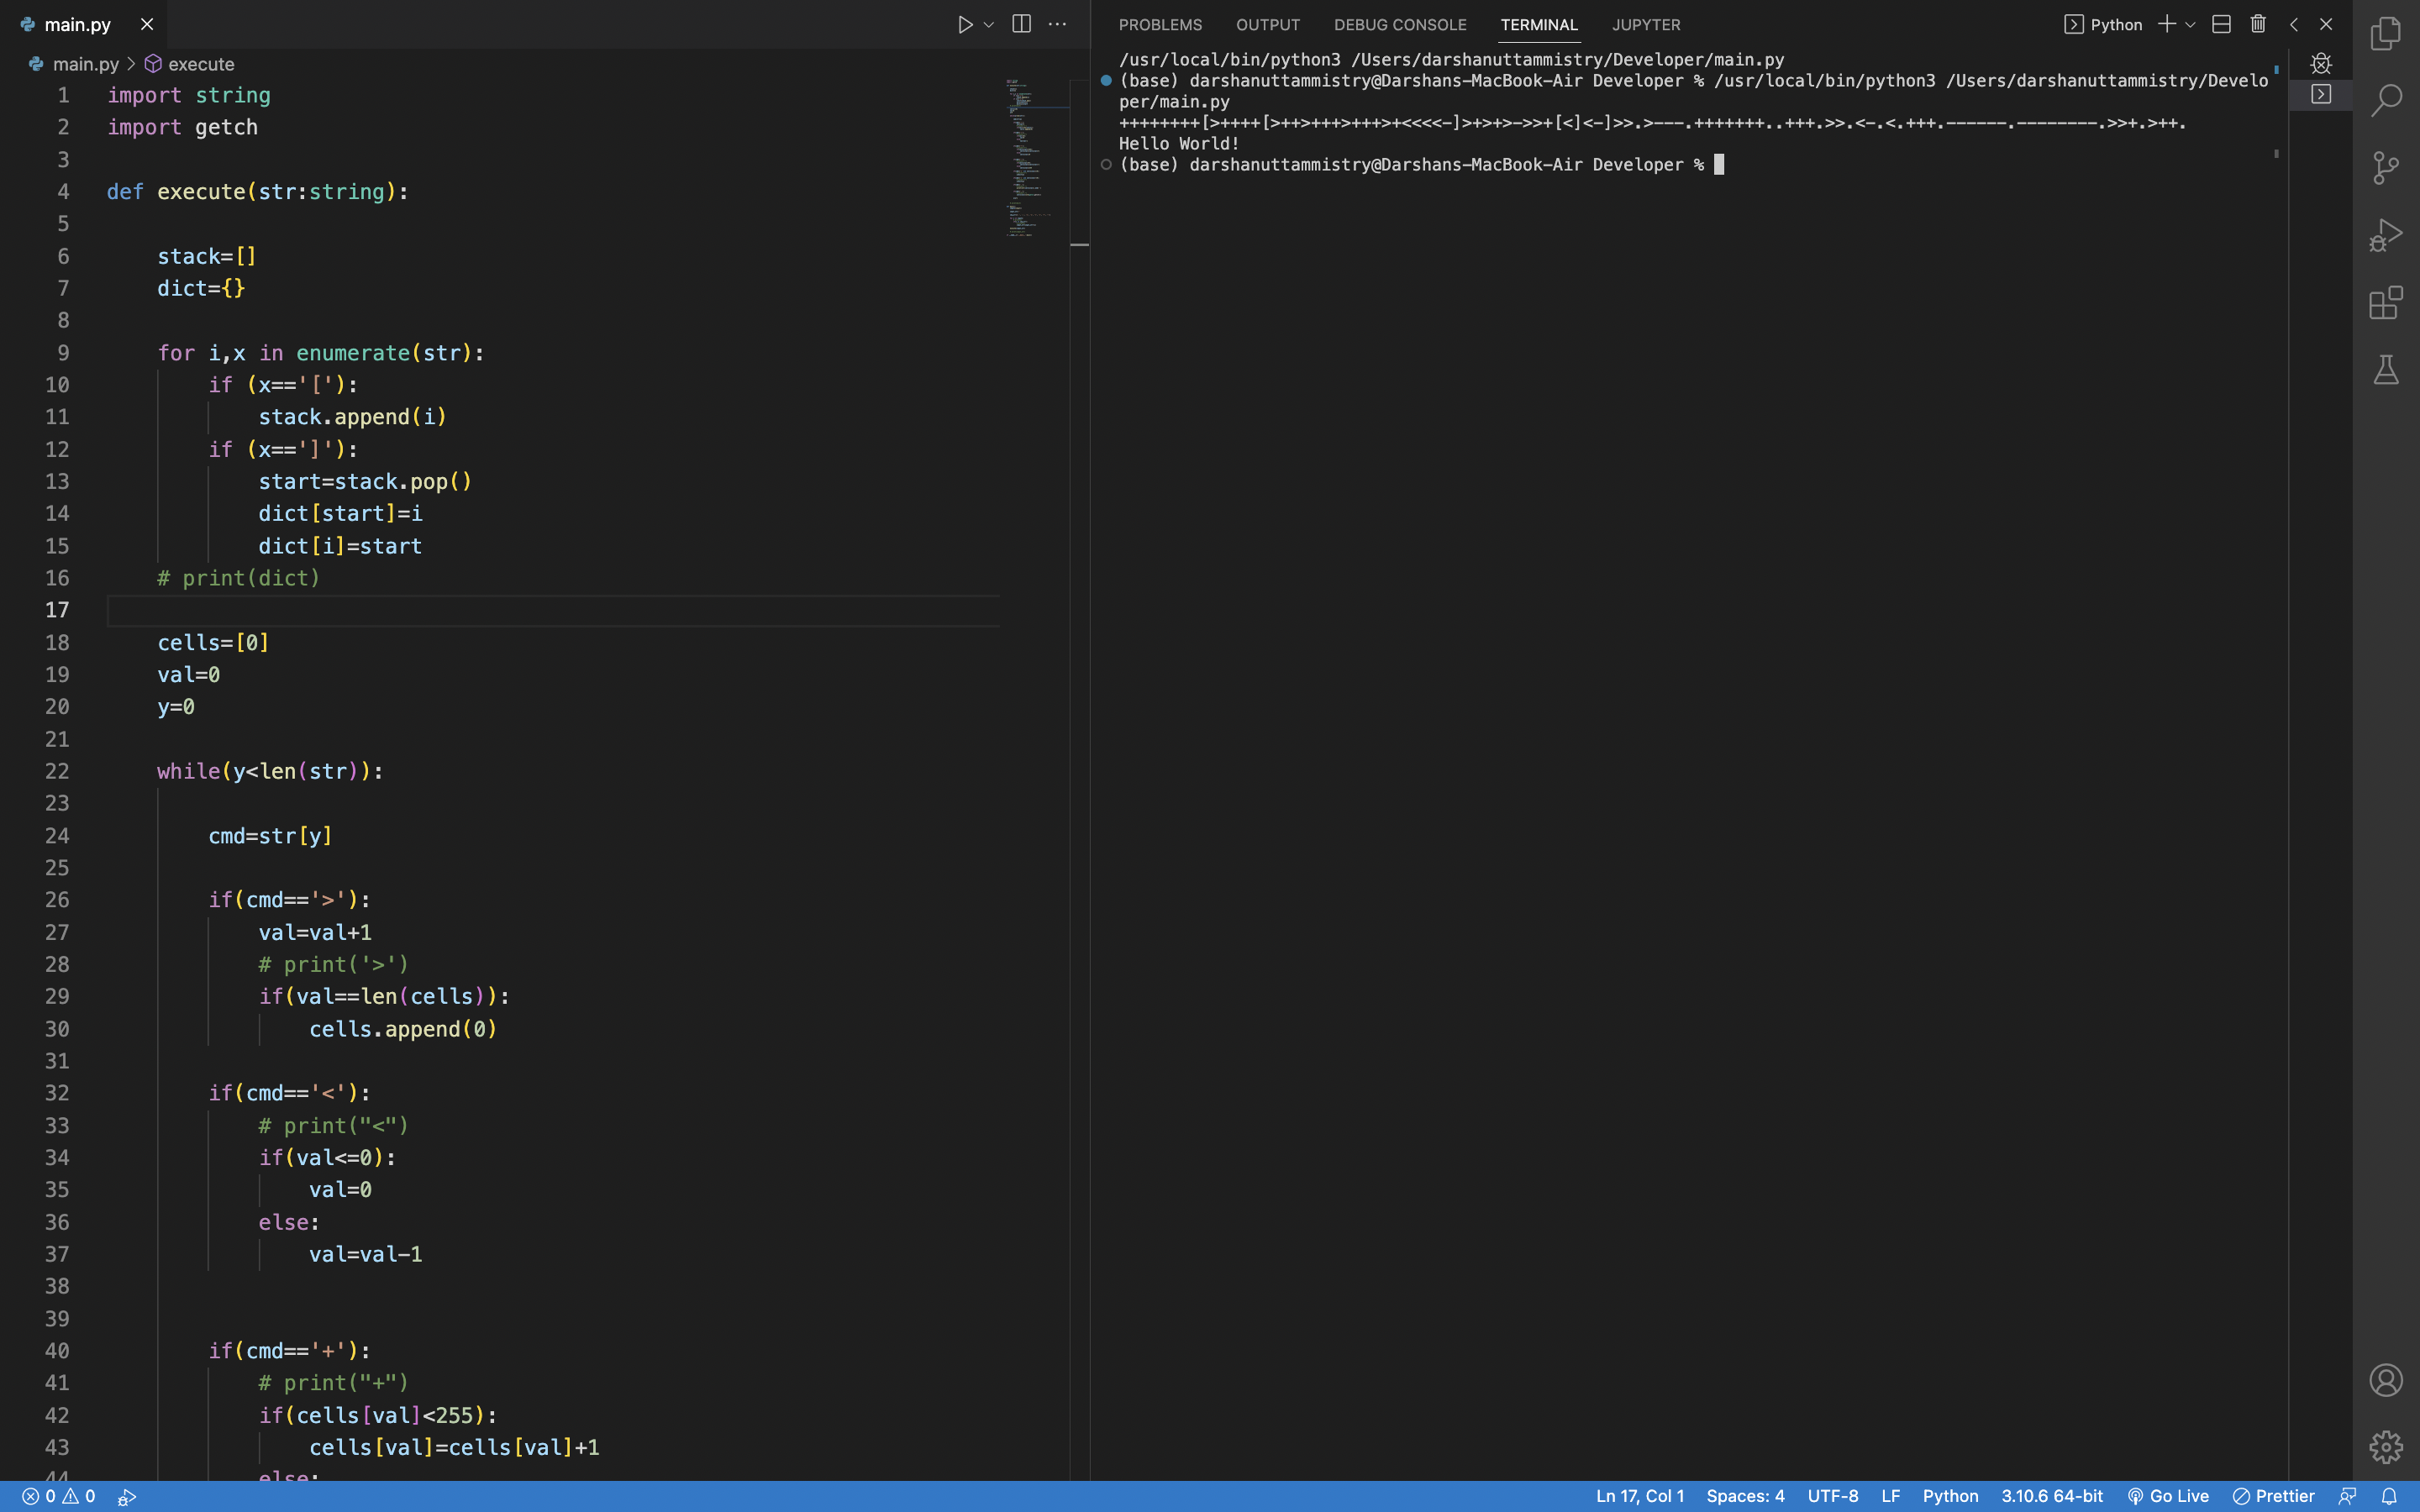 main.py
main.py > execute
1 import string
2 import getch
3
4 def execute(str:string):
5
6     stack=[]
7     dict={}
8
9     for i,x in enumerate(str):
10         if (x=='['):
11             stack.append(i)
12         if (x==']'):
13             start=stack.pop()
14             dict[start]=i
15             dict[i]=start
16     # print(dict)
17
18     cells=[0]
19     val=0
20     y=0
21
22     while(y<len(str)):
23
24         cmd=str[y]
25
26         if(cmd=='>'):
27             val=val+1
28             # print('>')
29             if(val==len(cells)):
30                 cells.append(0)
31
32         if(cmd=='<'):
33             # print("<")
34             if(val<=0):
35                 val=0
36             else:
37                 val=val-1
38
39
40         if(cmd=='+'):
41             # print("+")
42             if(cells[val]<255):
43                 cells[val]=cells[val]+1
44             else:
PROBLEMS OUTPUT DEBUG CONSOLE TERMINAL JUPYTER
Python
/usr/local/bin/python3 /Users/darshanuttammistry/Developer/main.py
(base) darshanuttammistry@Darshans-MacBook-Air Developer % /usr/local/bin/python3 /Users/darshanuttammistry/Develo
per/main.py
++++++++[>++++[>++>+++>+++>+<<<<-]>+>+>->>+[<]<-]>>.>---.+++++++..+++.>>.<-.<.+++.------.--------.>>+.>++.
Hello World!
(base) darshanuttammistry@Darshans-MacBook-Air Developer %
0 0
Ln 17, Col 1 Spaces: 4 UTF-8 LF Python 3.10.6 64-bit Go Live Prettier